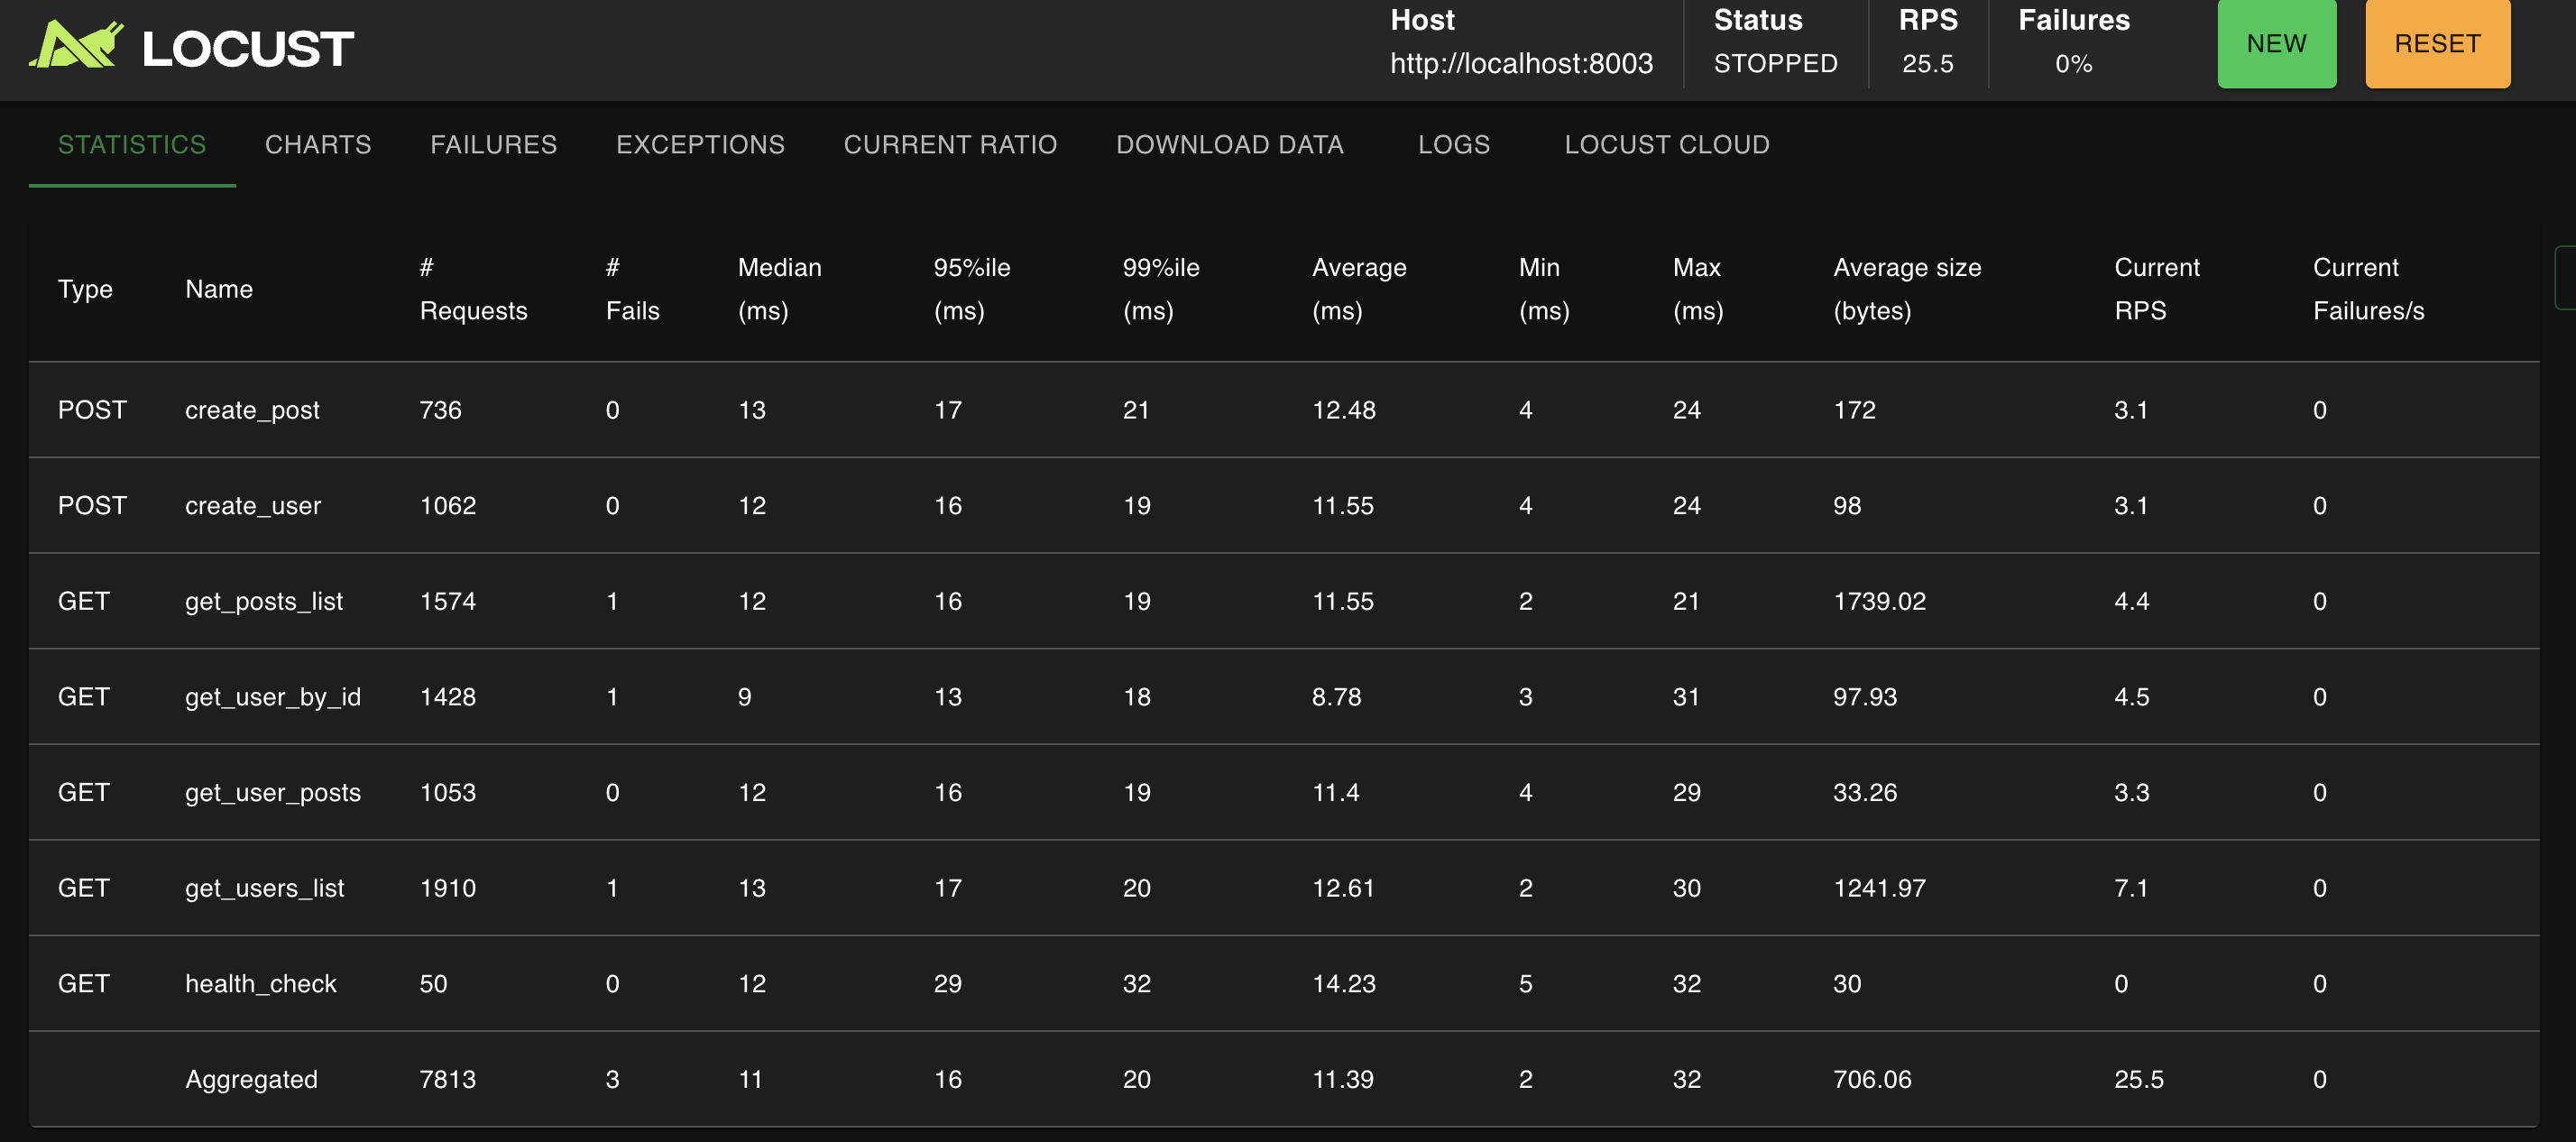 LOCUST
Host Status RPS Failures
http://localhost:8003 STOPPED 25.5 0% NEW RESET
STATISTICS CHARTS FAILURES EXCEPTIONS CURRENT RATIO DOWNLOAD DATA LOGS LOCUST CLOUD
Type Name # Requests # Fails Median (ms) 95%ile (ms) 99%ile (ms) Average (ms) Min (ms) Max (ms) Average size (bytes) Current RPS Current Failures/s
POST create_post 736 0 13 17 21 12.48 4 24 172 3.1 0
POST create_user 1062 0 12 16 19 11.55 4 24 98 3.1 0
GET get_posts_list 1574 1 12 16 19 11.55 2 21 1739.02 4.4 0
GET get_user_by_id 1428 1 9 13 18 8.78 3 31 97.93 4.5 0
GET get_user_posts 1053 0 12 16 19 11.4 4 29 33.26 3.3 0
GET get_users_list 1910 1 13 17 20 12.61 2 30 1241.97 7.1 0
GET health_check 50 0 12 29 32 14.23 5 32 30 0 0
Aggregated 7813 3 11 16 20 11.39 2 32 706.06 25.5 0